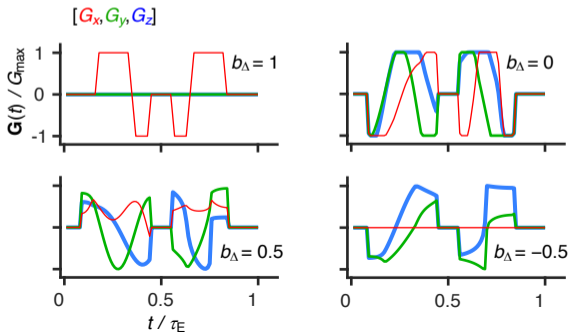 [Gx,Gy,Gz]
G(t) / Gmax
1
0
-1
bΔ = 1
bΔ = 0
bΔ = 0.5
bΔ = −0.5
0 0.5 1
0 0.5 1
t / τE